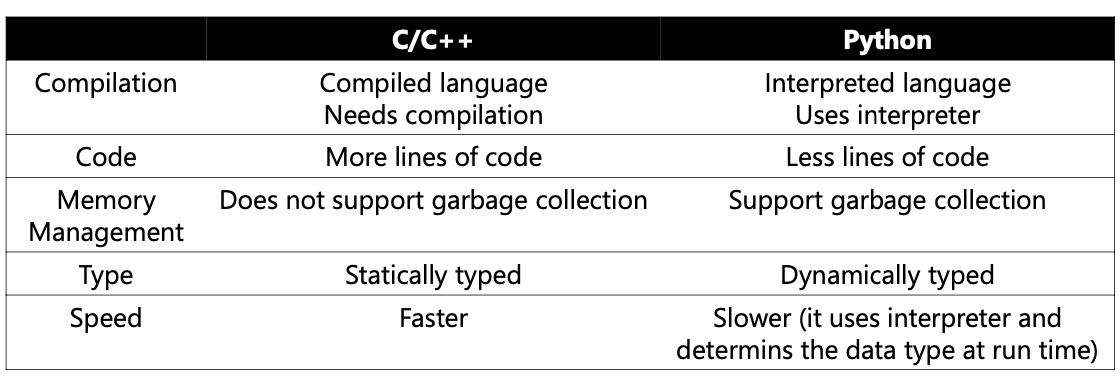 C/C++ Python
Compilation Compiled language Interpreted language
Needs compilation Uses interpreter
Code More lines of code Less lines of code
Memory Does not support garbage collection Support garbage collection
Management
Type Statically typed Dynamically typed
Speed Faster Slower (it uses interpreter and
determins the data type at run time)